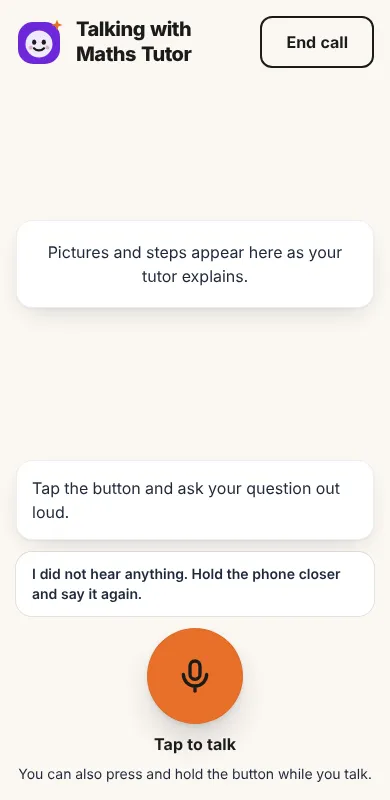 Talking with
Maths Tutor
End call
Pictures and steps appear here as your
tutor explains.
Tap the button and ask your question out
loud.
I did not hear anything. Hold the phone closer
and say it again.
Tap to talk
You can also press and hold the button while you talk.